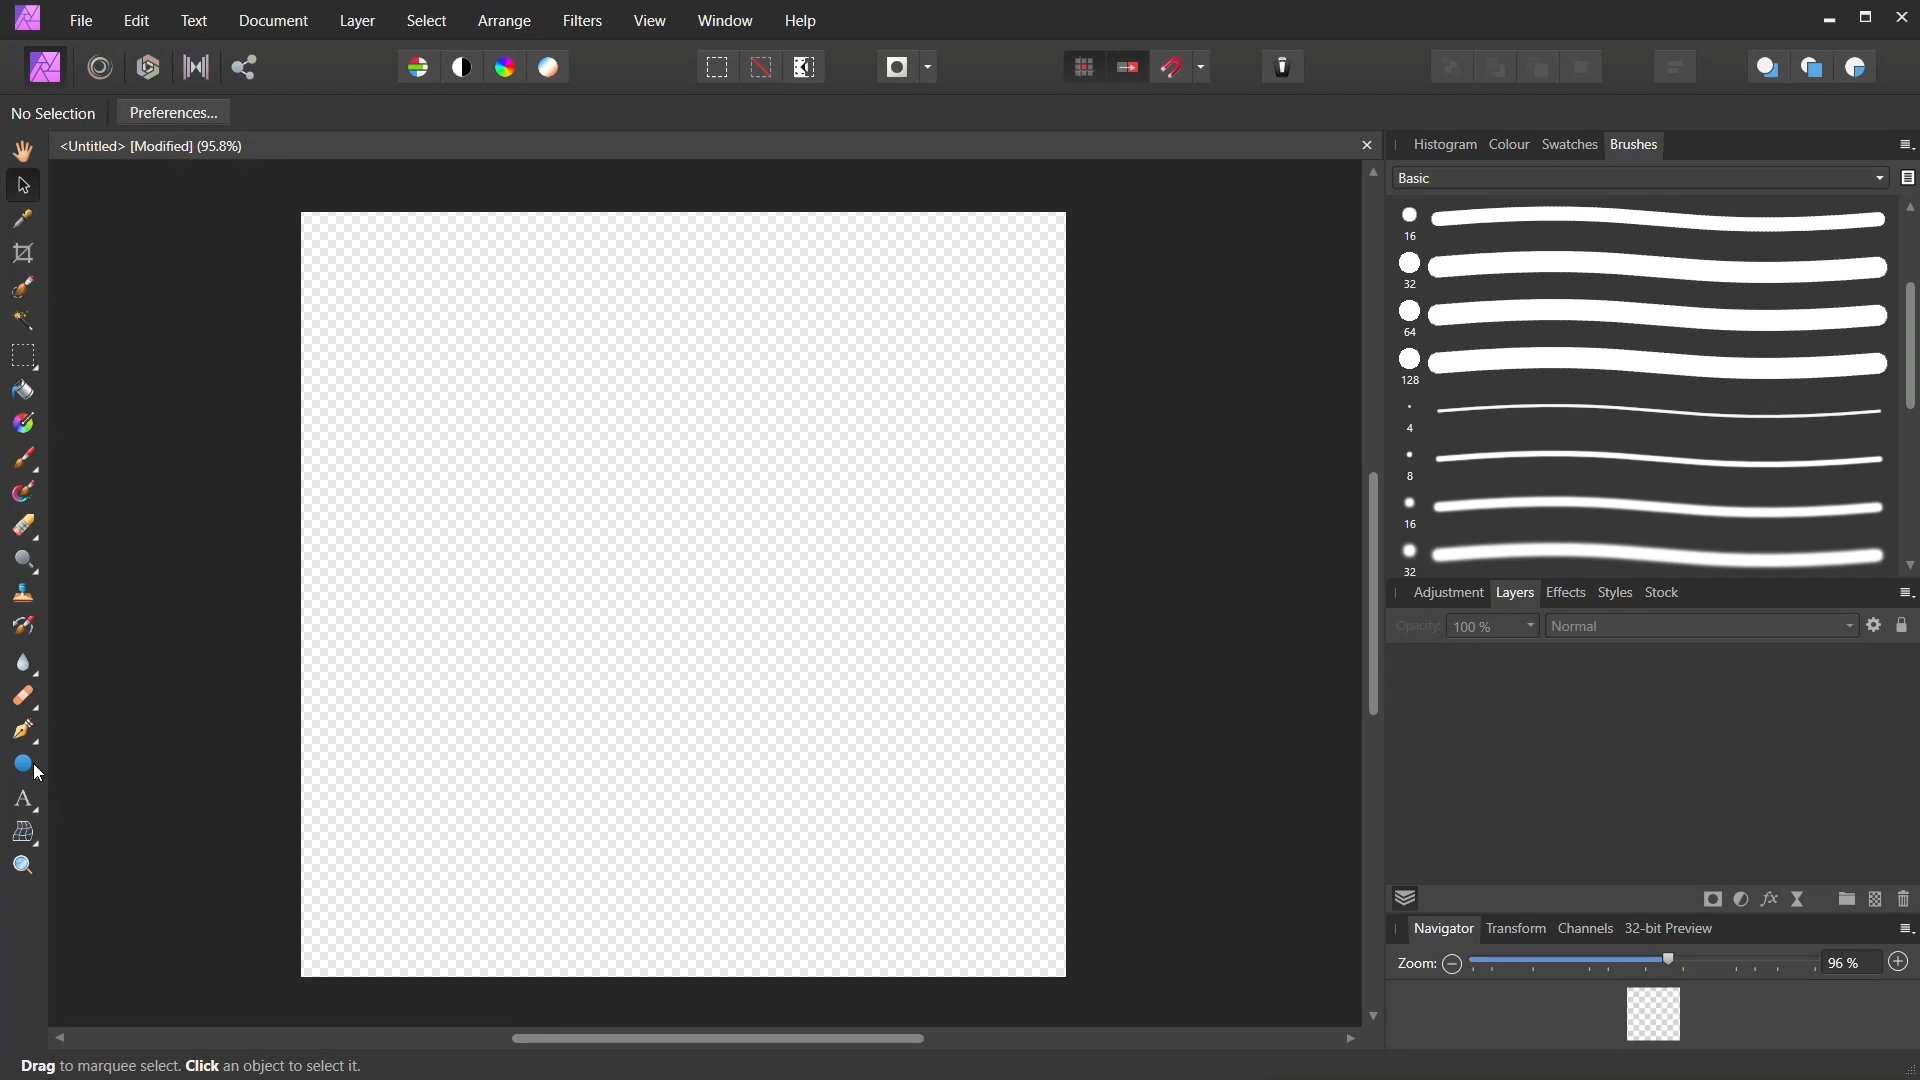 File Edit Text Document Layer Select Arrange Filters View Window Help
No Selection Preferences...
<Untitled> [Modified] (95.8%)
Histogram Colour Swatches Brushes
Basic
16
32
64
128
4
8
16
32
Adjustment Layers Effects Styles Stock
Opacity: 100 % Normal
Navigator Transform Channels 32-bit Preview
Zoom: 96 %
Drag to marquee select. Click an object to select it.